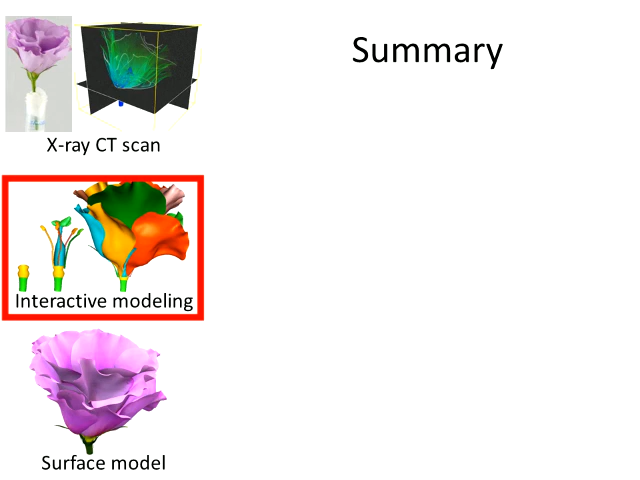 Summary
X-ray CT scan
Interactive modeling
Surface model